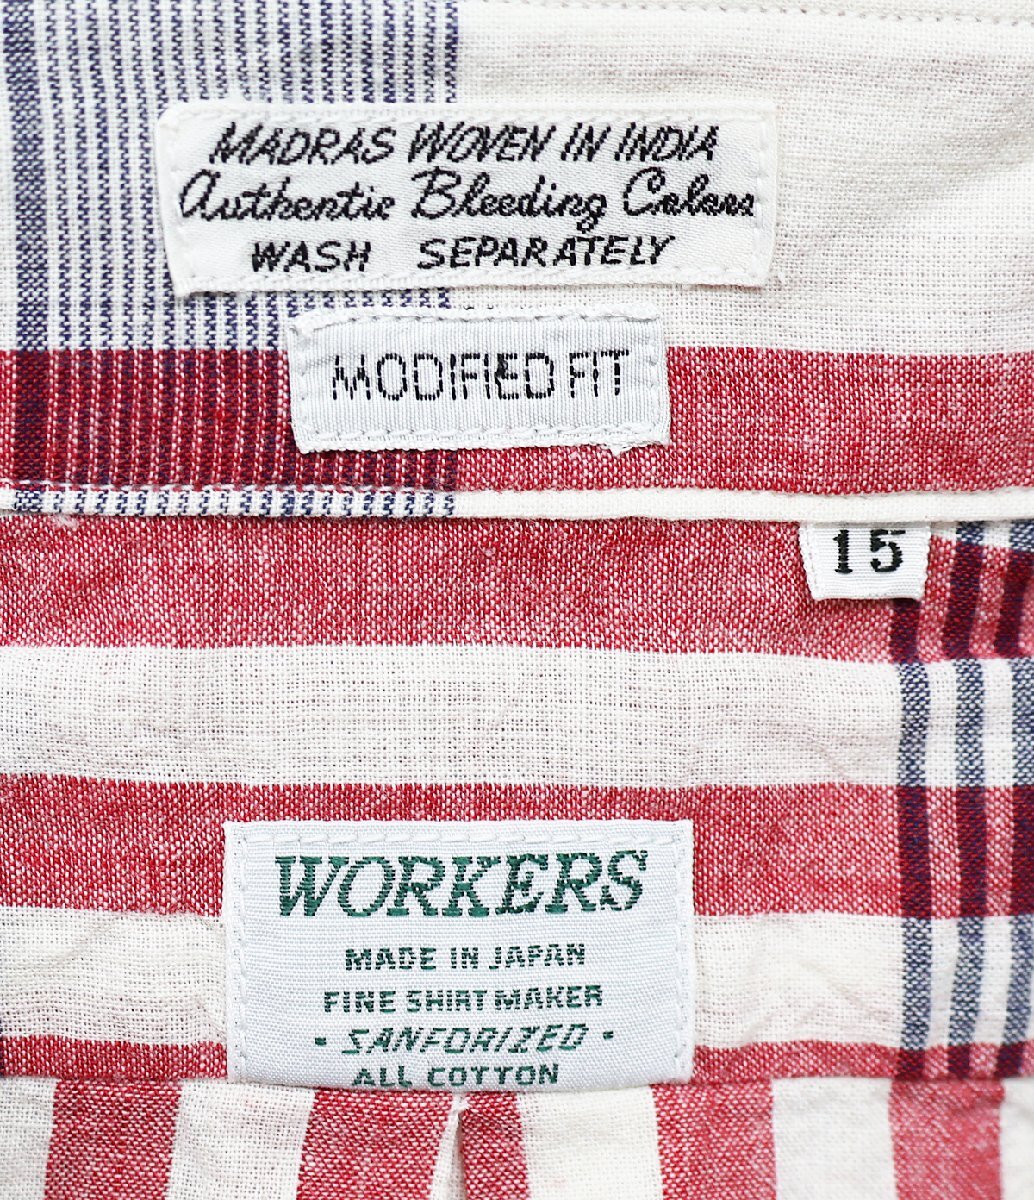 MADRAS WOVEN IN INDIA
Authentic Bleeding Colors
WASH SEPARATELY
MODIFIED FIT
15
WORKERS
MADE IN JAPAN
FINE SHIRT MAKER
• SANFORIZED •
ALL COTTON